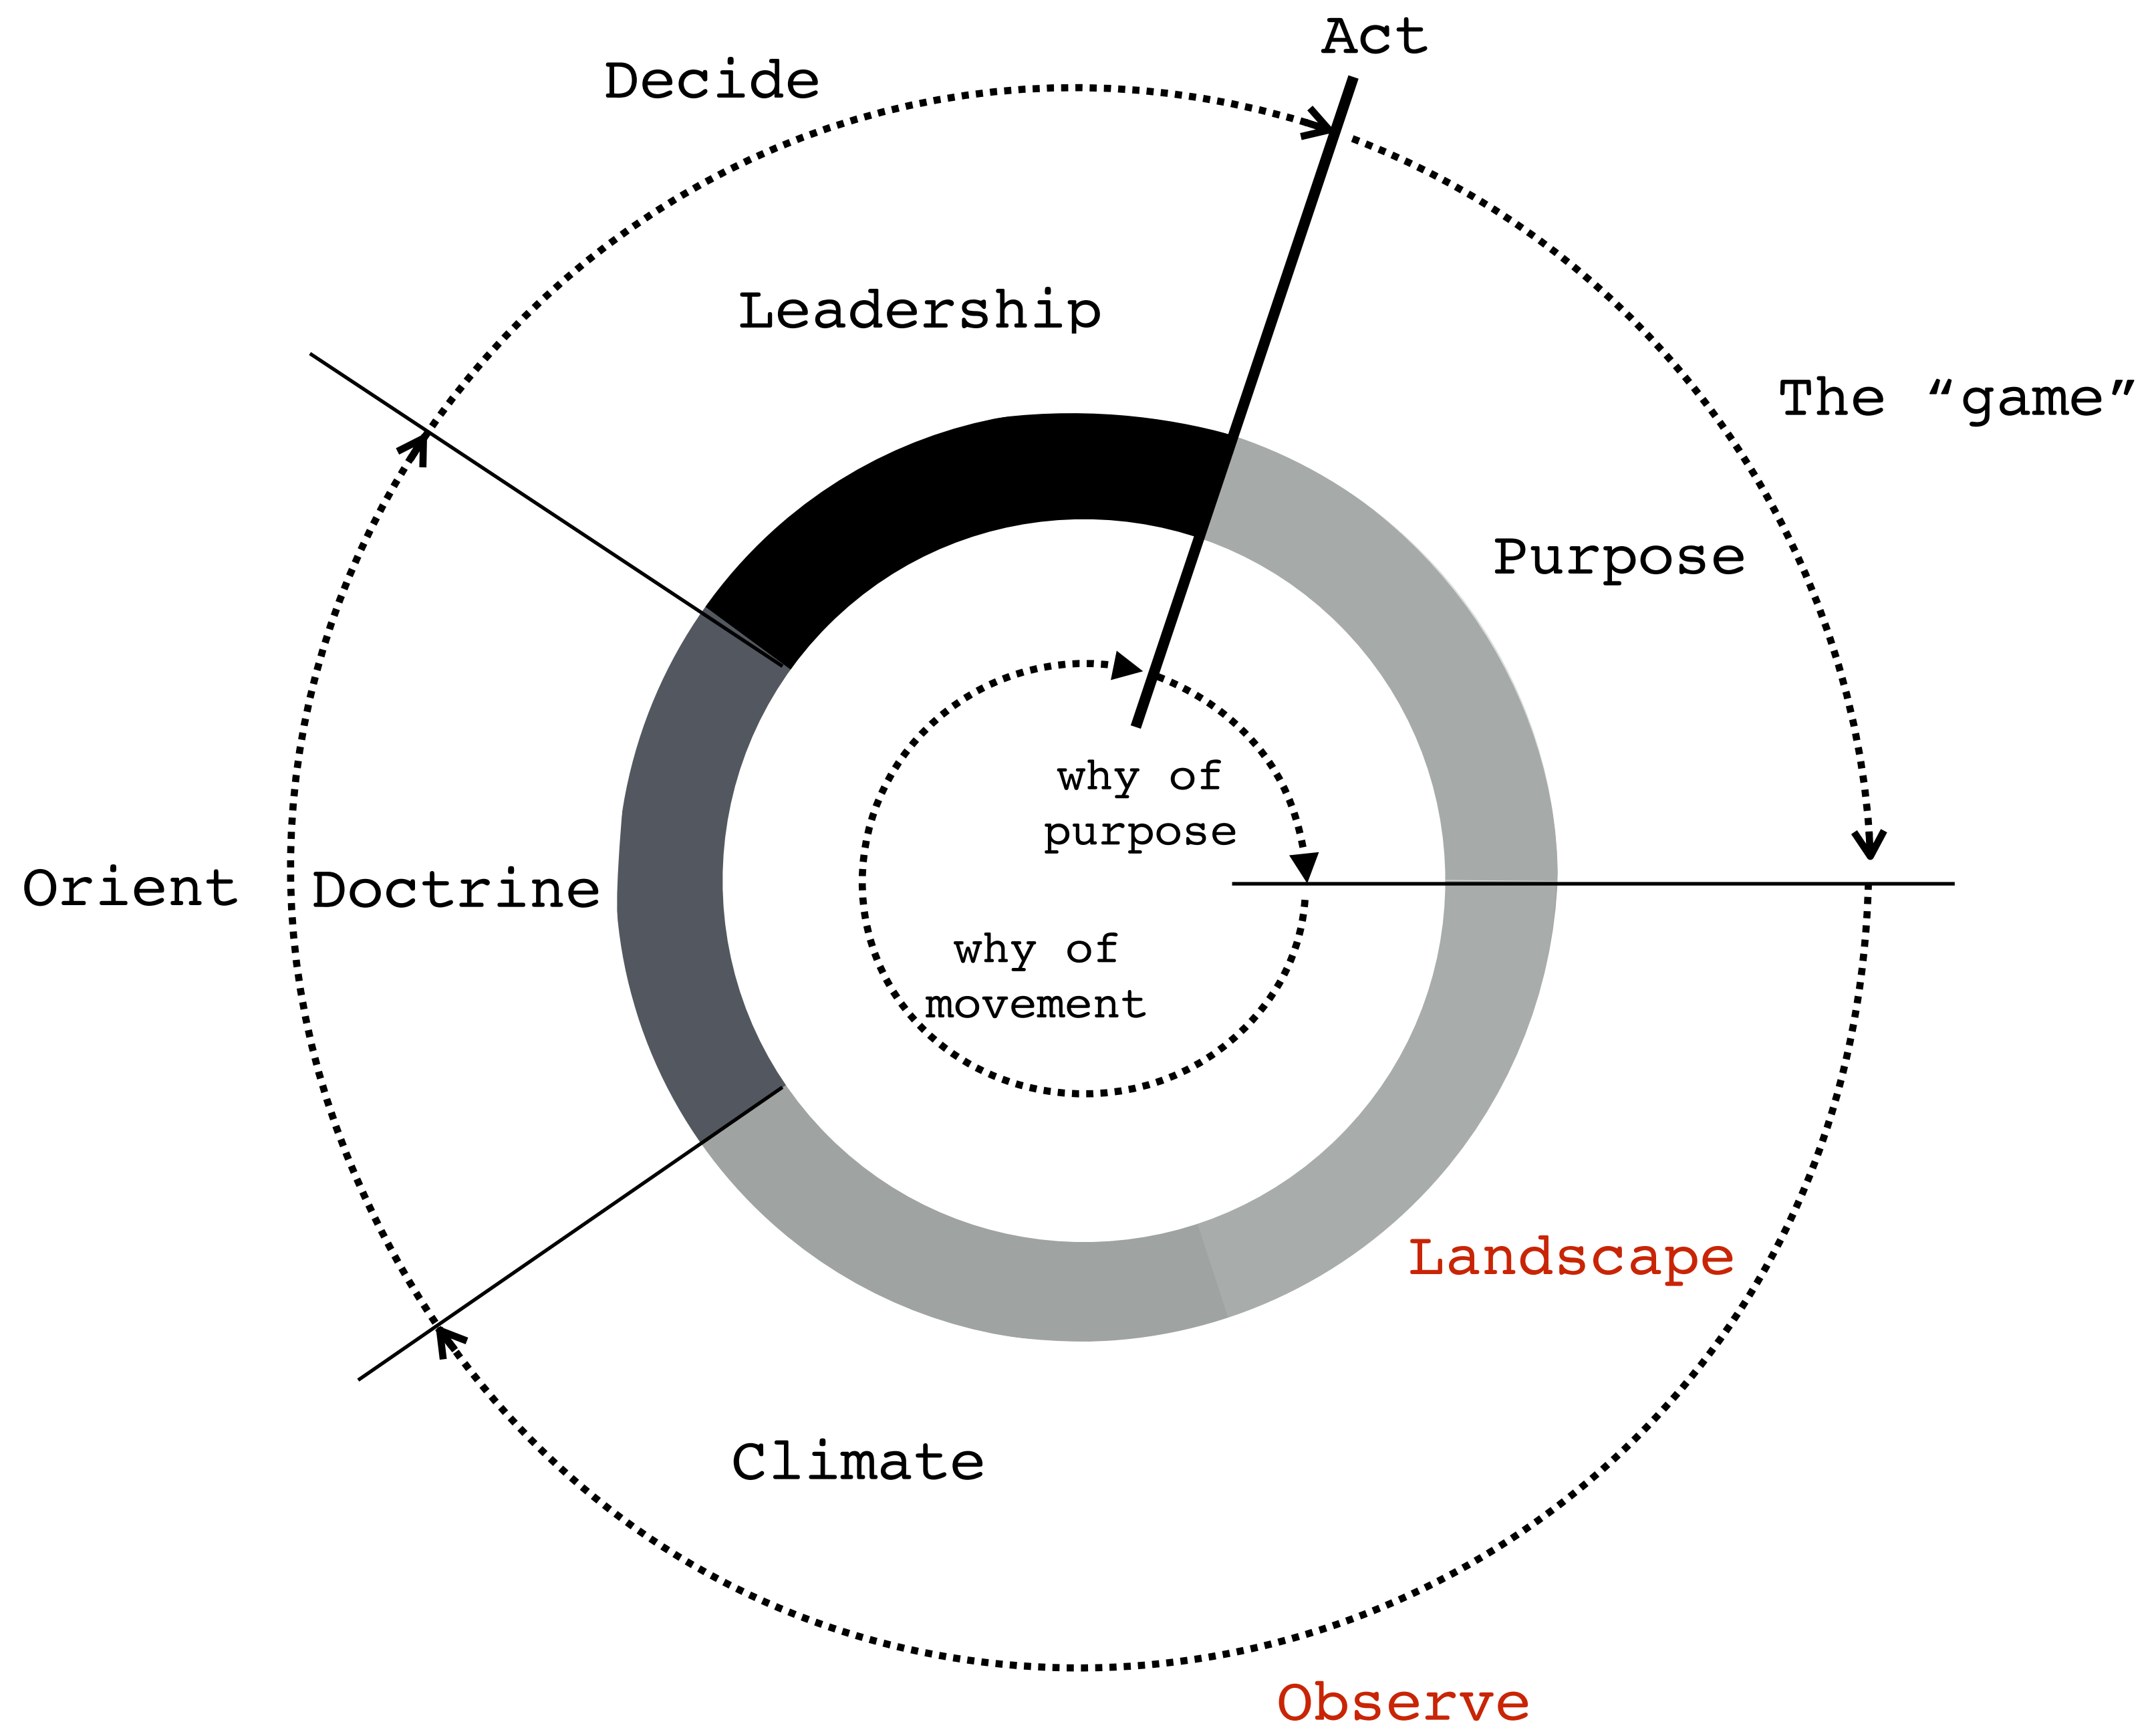 Act
Decide
Leadership
The “game”
Purpose
why of
purpose
Orient
Doctrine
why of
movement
Landscape
Climate
Observe